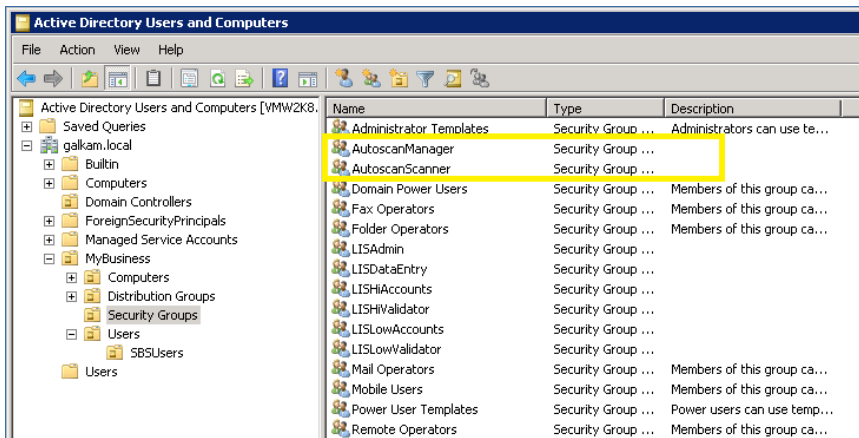 Active Directory Users and Computers
File Action View Help
Active Directory Users and Computers [VMW2K8.
Saved Queries
galkam.local
Builtin
Computers
Domain Controllers
ForeignSecurityPrincipals
Managed Service Accounts
MyBusiness
Computers
Distribution Groups
Security Groups
Users
SBSUsers
Users
Name Type Description
Administrator Templates Security Group ... Administrators can use te...
AutoscanManager Security Group ...
AutoscanScanner Security Group ...
Domain Power Users Security Group ... Members of this group ca...
Fax Operators Security Group ... Members of this group ca...
Folder Operators Security Group ... Members of this group ca...
LISAdmin Security Group ...
LISDataEntry Security Group ...
LISHiAccounts Security Group ...
LISHiValidator Security Group ...
LISLowAccounts Security Group ...
LISLowValidator Security Group ...
Mail Operators Security Group ... Members of this group ca...
Mobile Users Security Group ... Members of this group ca...
Power User Templates Security Group ... Power users can use temp...
Remote Operators Security Group ... Members of this group ca...